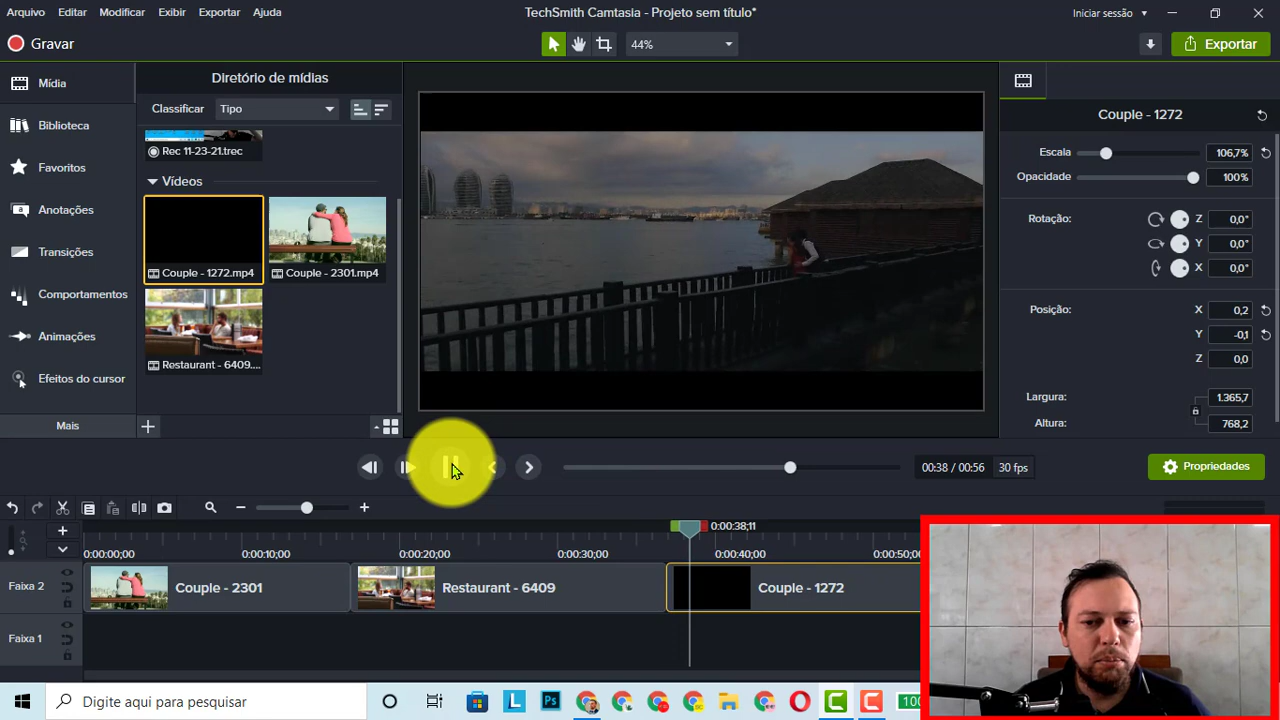 Arquivo Editar Modificar Exibir Exportar Ajuda
TechSmith Camtasia - Projeto sem título*
Iniciar sessão
Gravar
44%
Exportar
Mídia
Biblioteca
Favoritos
Anotações
Transições
Comportamentos
Animações
Efeitos do cursor
Mais
Diretório de mídias
Classificar Tipo
Rec 11-23-21.trec
Vídeos
Couple - 1272.mp4
Couple - 2301.mp4
Restaurant - 6409....
Couple - 1272
Escala 106,7%
Opacidade 100%
Rotação: Z 0,0°
Y 0,0°
X 0,0°
Posição: X 0,2
Y -0,1
Z 0,0
Largura: 1.365,7
Altura: 768,2
00:38 / 00:56 30 fps
Propriedades
0:00:38;11
0:00:00;00 0:00:10;00 0:00:20;00 0:00:30;00 0:00:40;00 0:00:50;
Faixa 2
Couple - 2301
Restaurant - 6409
Couple - 1272
Faixa 1
Digite aqui para pesquisar
L
Ps
100